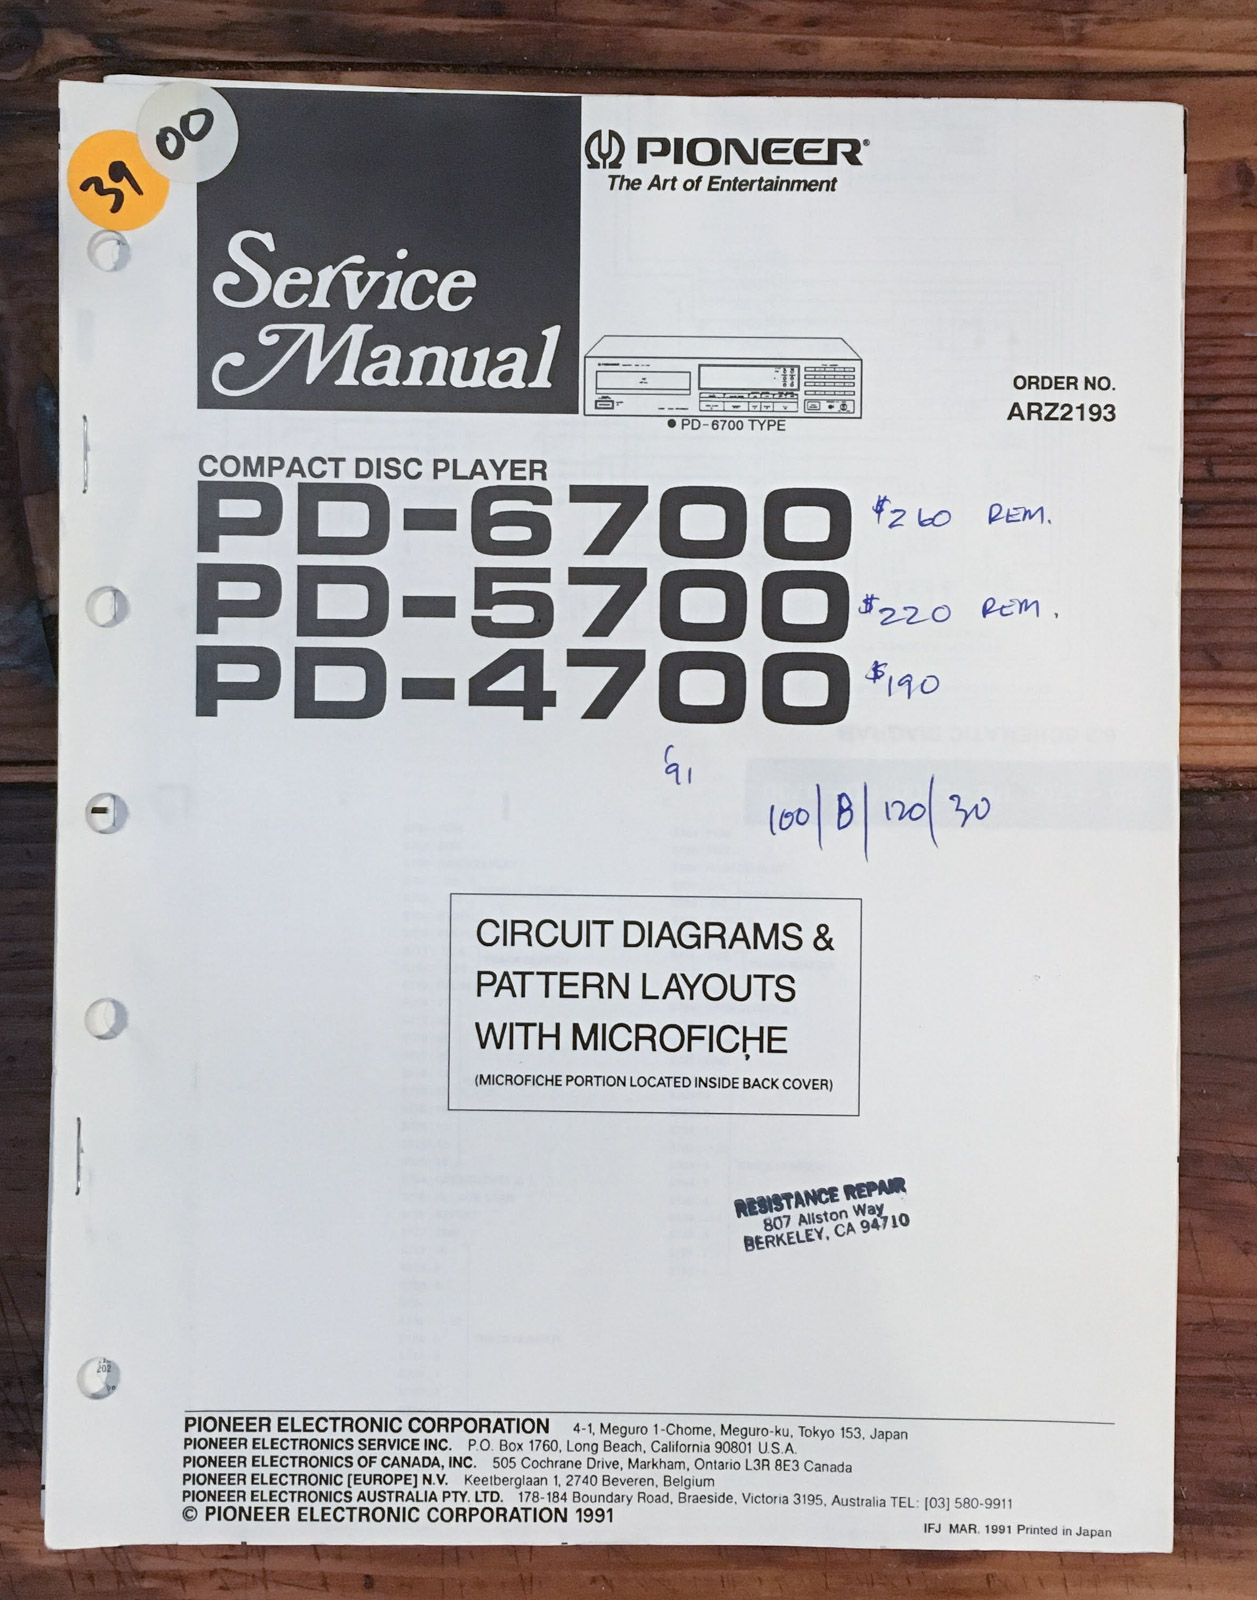 00
39
PIONEER®
The Art of Entertainment
Service
Manual
● PD-6700 TYPE
ORDER NO.
ARZ2193
COMPACT DISC PLAYER
PD-6700 $260 REM.
PD-5700 $220 REM.
PD-4700 $190
'91
100|B|120|30
CIRCUIT DIAGRAMS &
PATTERN LAYOUTS
WITH MICROFICHE
(MICROFICHE PORTION LOCATED INSIDE BACK COVER)
RESISTANCE REPAIR
807 Allston Way
BERKELEY, CA 94710
202
PIONEER ELECTRONIC CORPORATION 4-1, Meguro 1-Chome, Meguro-ku, Tokyo 153, Japan
PIONEER ELECTRONICS SERVICE INC. P.O. Box 1760, Long Beach, California 90801 U.S.A.
PIONEER ELECTRONICS OF CANADA, INC. 505 Cochrane Drive, Markham, Ontario L3R 8E3 Canada
PIONEER ELECTRONIC [EUROPE] N.V. Keetberglaan 1, 2740 Beveren, Belgium
PIONEER ELECTRONICS AUSTRALIA PTY. LTD. 178-184 Boundary Road, Braeside, Victoria 3195, Australia TEL: [03] 580-9911
© PIONEER ELECTRONIC CORPORATION 1991
IFJ MAR. 1991 Printed in Japan